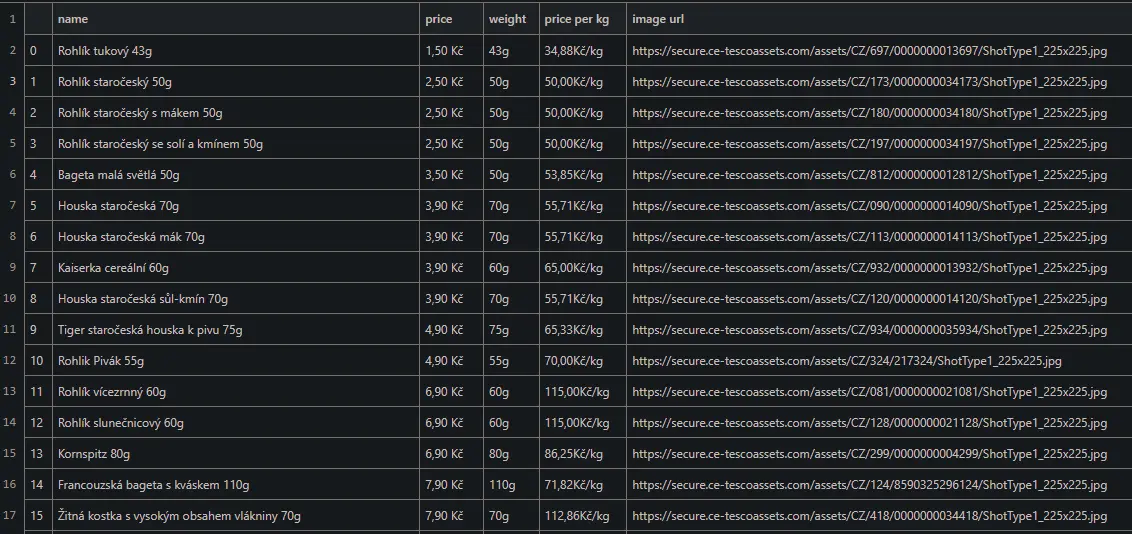 1 name price weight price per kg image url
2 0 Rohlík tukový 43g 1,50 Kč 43g 34,88Kč/kg https://secure.ce-tescoassets.com/assets/CZ/697/0000000013697/ShotType1_225x225.jpg
3 1 Rohlík staročeský 50g 2,50 Kč 50g 50,00Kč/kg https://secure.ce-tescoassets.com/assets/CZ/173/0000000034173/ShotType1_225x225.jpg
4 2 Rohlík staročeský s mákem 50g 2,50 Kč 50g 50,00Kč/kg https://secure.ce-tescoassets.com/assets/CZ/180/0000000034180/ShotType1_225x225.jpg
5 3 Rohlík staročeský se solí a kmínem 50g 2,50 Kč 50g 50,00Kč/kg https://secure.ce-tescoassets.com/assets/CZ/197/0000000034197/ShotType1_225x225.jpg
6 4 Bageta malá světlá 50g 3,50 Kč 50g 53,85Kč/kg https://secure.ce-tescoassets.com/assets/CZ/812/0000000012812/ShotType1_225x225.jpg
7 5 Houska staročeská 70g 3,90 Kč 70g 55,71Kč/kg https://secure.ce-tescoassets.com/assets/CZ/090/0000000014090/ShotType1_225x225.jpg
8 6 Houska staročeská mák 70g 3,90 Kč 70g 55,71Kč/kg https://secure.ce-tescoassets.com/assets/CZ/113/0000000014113/ShotType1_225x225.jpg
9 7 Kaiserka cereální 60g 3,90 Kč 60g 65,00Kč/kg https://secure.ce-tescoassets.com/assets/CZ/932/0000000013932/ShotType1_225x225.jpg
10 8 Houska staročeská sůl-kmín 70g 3,90 Kč 70g 55,71Kč/kg https://secure.ce-tescoassets.com/assets/CZ/120/0000000014120/ShotType1_225x225.jpg
11 9 Tiger staročeská houska k pivu 75g 4,90 Kč 75g 65,33Kč/kg https://secure.ce-tescoassets.com/assets/CZ/934/0000000035934/ShotType1_225x225.jpg
12 10 Rohlik Pivák 55g 4,90 Kč 55g 70,00Kč/kg https://secure.ce-tescoassets.com/assets/CZ/324/217324/ShotType1_225x225.jpg
13 11 Rohlík vícezrnný 60g 6,90 Kč 60g 115,00Kč/kg https://secure.ce-tescoassets.com/assets/CZ/081/0000000021081/ShotType1_225x225.jpg
14 12 Rohlík slunečnicový 60g 6,90 Kč 60g 115,00Kč/kg https://secure.ce-tescoassets.com/assets/CZ/128/0000000021128/ShotType1_225x225.jpg
15 13 Kornspitz 80g 6,90 Kč 80g 86,25Kč/kg https://secure.ce-tescoassets.com/assets/CZ/299/0000000004299/ShotType1_225x225.jpg
16 14 Francouzská bageta s kváskem 110g 7,90 Kč 110g 71,82Kč/kg https://secure.ce-tescoassets.com/assets/CZ/124/8590325296124/ShotType1_225x225.jpg
17 15 Žitná kostka s vysokým obsahem vlákniny 70g 7,90 Kč 70g 112,86Kč/kg https://secure.ce-tescoassets.com/assets/CZ/418/0000000034418/ShotType1_225x225.jpg